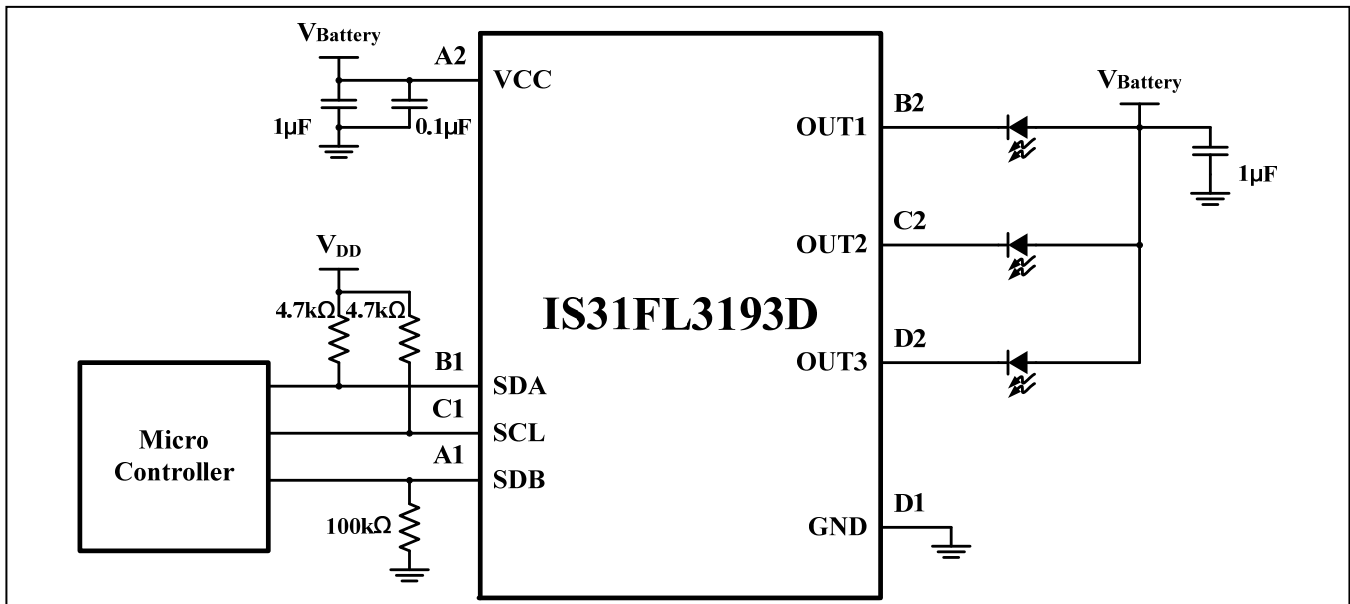 VBattery
A2
VCC
1μF
0.1μF
VDD
4.7kΩ 4.7kΩ
B1
SDA
C1
SCL
A1
SDB
100kΩ
Micro
Controller
IS31FL3193D
OUT1
B2
OUT2
C2
OUT3
D2
GND
D1
VBattery
1μF